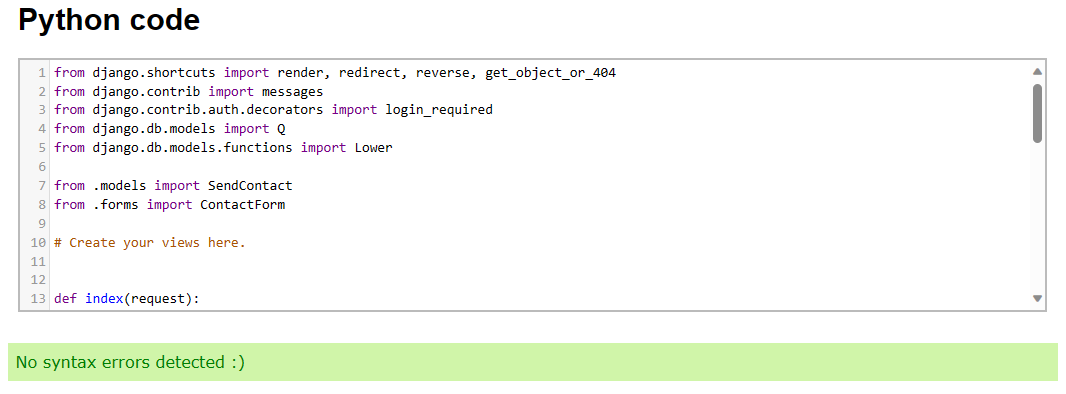 Python code
1 from django.shortcuts import render, redirect, reverse, get_object_or_404
2 from django.contrib import messages
3 from django.contrib.auth.decorators import login_required
4 from django.db.models import Q
5 from django.db.models.functions import Lower
6
7 from .models import SendContact
8 from .forms import ContactForm
9
10 # Create your views here.
11
12
13 def index(request):
No syntax errors detected :)